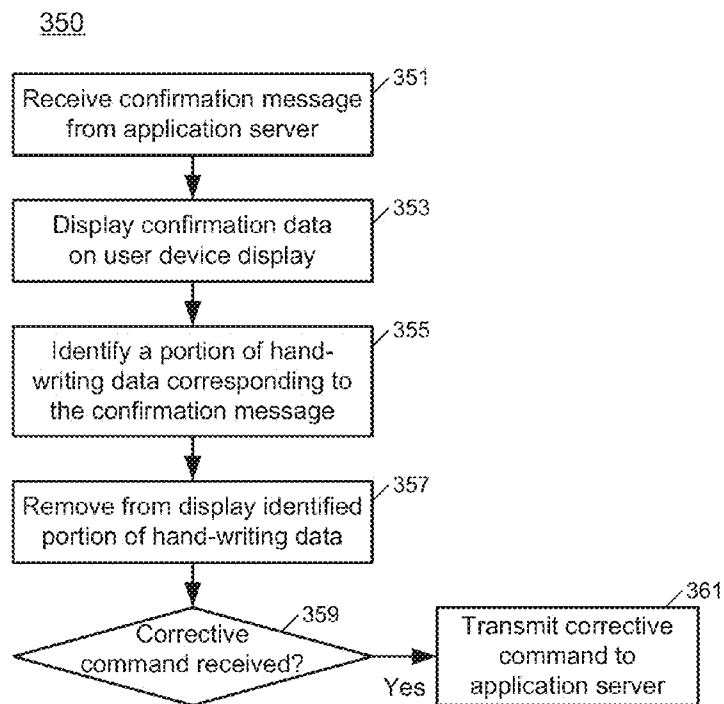 350
351
Receive confirmation message
from application server
353
Display confirmation data
on user device display
355
Identify a portion of hand-
writing data corresponding to
the confirmation message
357
Remove from display identified
portion of hand-writing data
359
Corrective
command received?
Yes
361
Transmit corrective
command to
application server